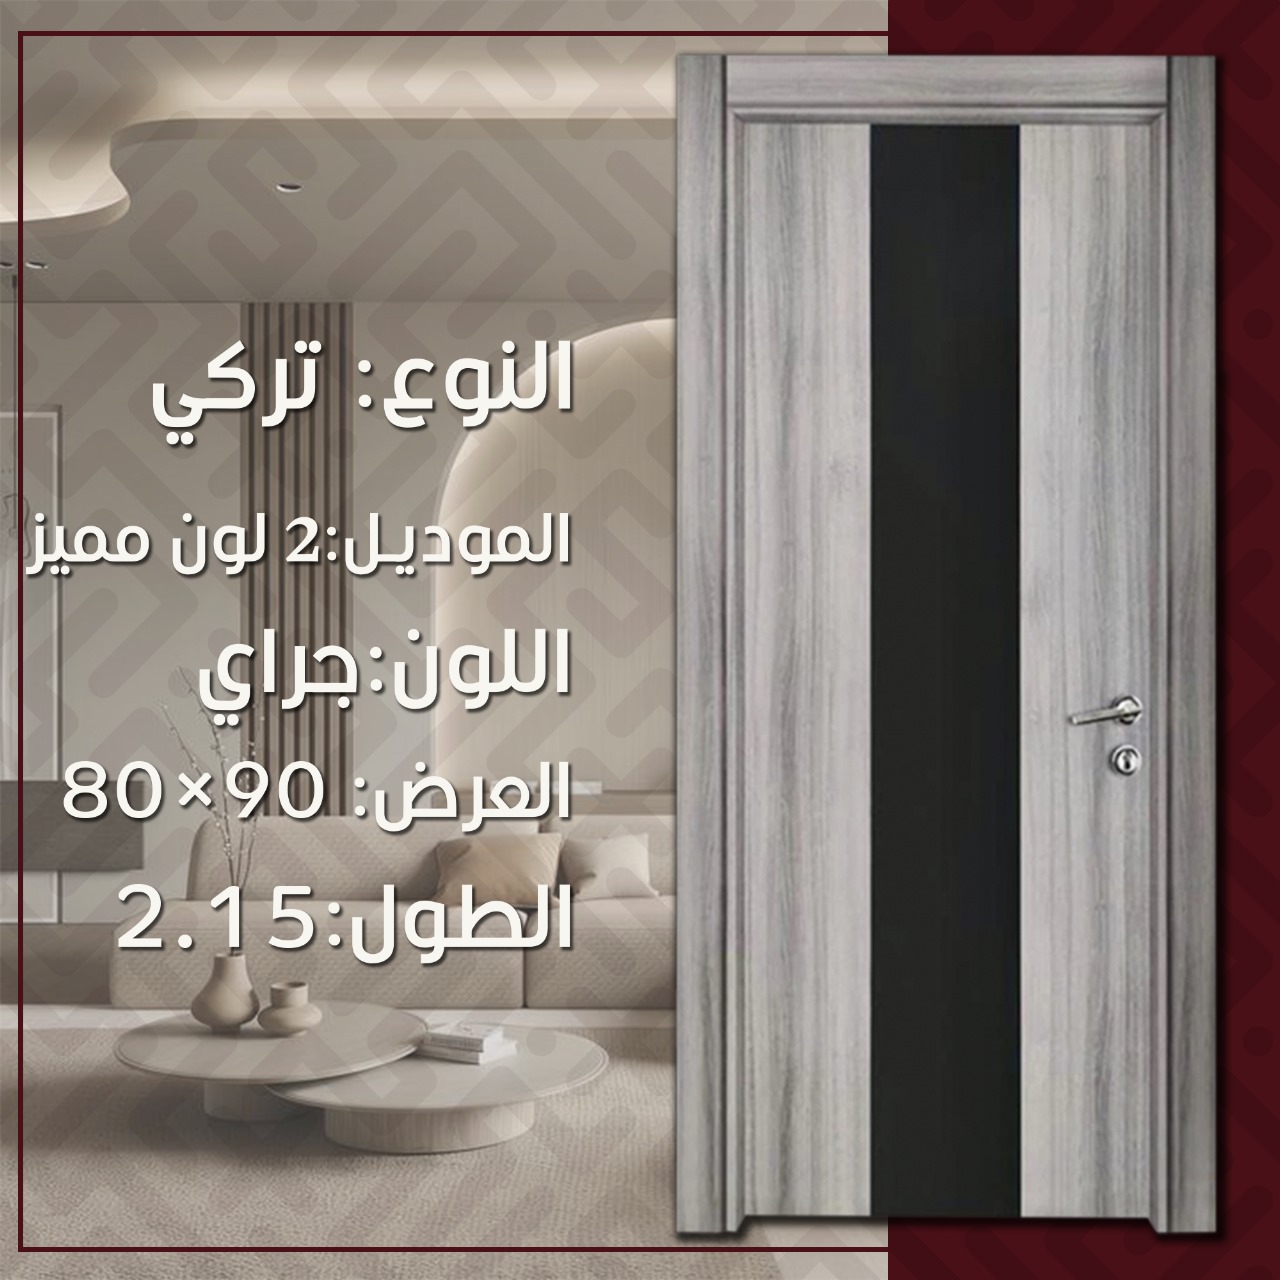 النوع: تركي
الموديل:2 لون مميز
اللون:جراي
العرض: 90×80
الطول:2.15